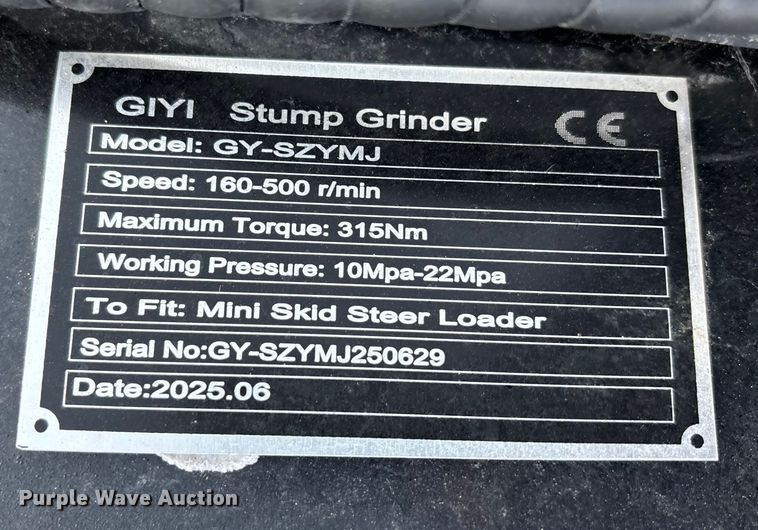 GIYI Stump Grinder CE
Model: GY-SZYMJ
Speed: 160-500 r/min
Maximum Torque: 315Nm
Working Pressure: 10Mpa-22Mpa
To Fit: Mini Skid Steer Loader
Serial No:GY-SZYMJ250629
Date:2025.06
Purple Wave Auction